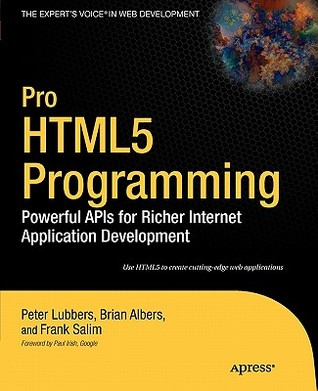 THE EXPERT'S VOICE® IN WEB DEVELOPMENT
Pro
HTML5
Programming
Powerful APIs for Richer Internet
Application Development
Use HTML5 to create cutting-edge web applications
Peter Lubbers, Brian Albers,
and Frank Salim
Foreword by Paul Irish, Google
Apress®